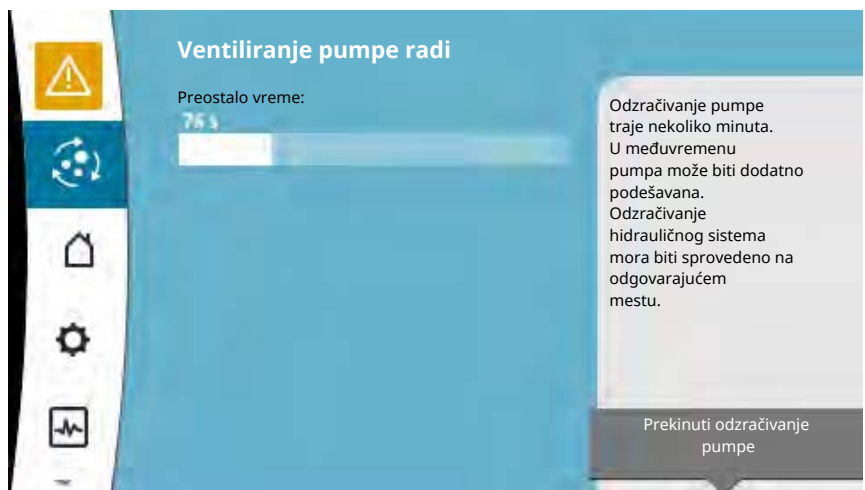 Ventiliranje pumpe radi
Preostalo vreme:
76 s
Odzračivanje pumpe
traje nekoliko minuta.
U međuvremenu
pumpa može biti dodatno
podešavana.
Odzračivanje
hidrauličnog sistema
mora biti sprovedeno na
odgovarajućem
mestu.
Prekinuti odzračivanje
pumpe